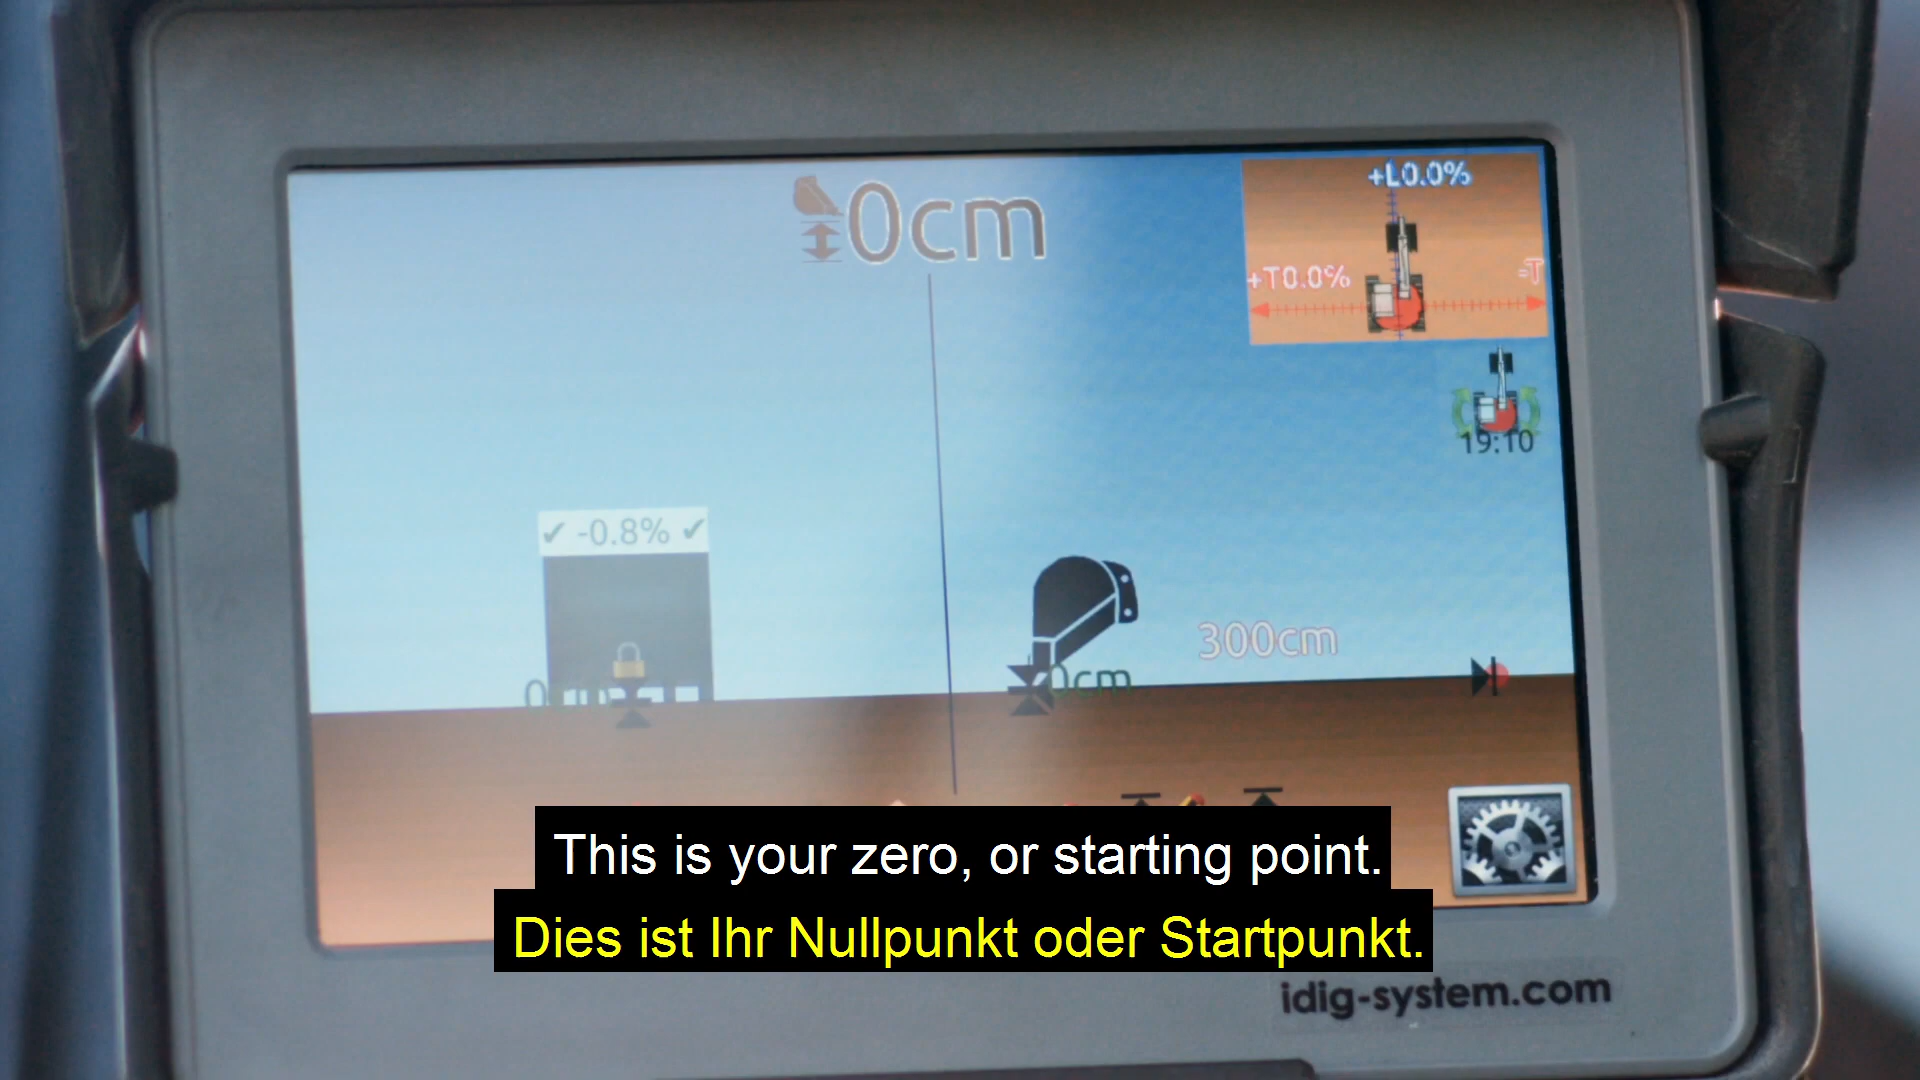 0cm
+L0.0%
+T0.0%
-T
19:10
✓ -0.8% ✓
300cm
0cm
This is your zero, or starting point.
Dies ist Ihr Nullpunkt oder Startpunkt.
idig-system.com